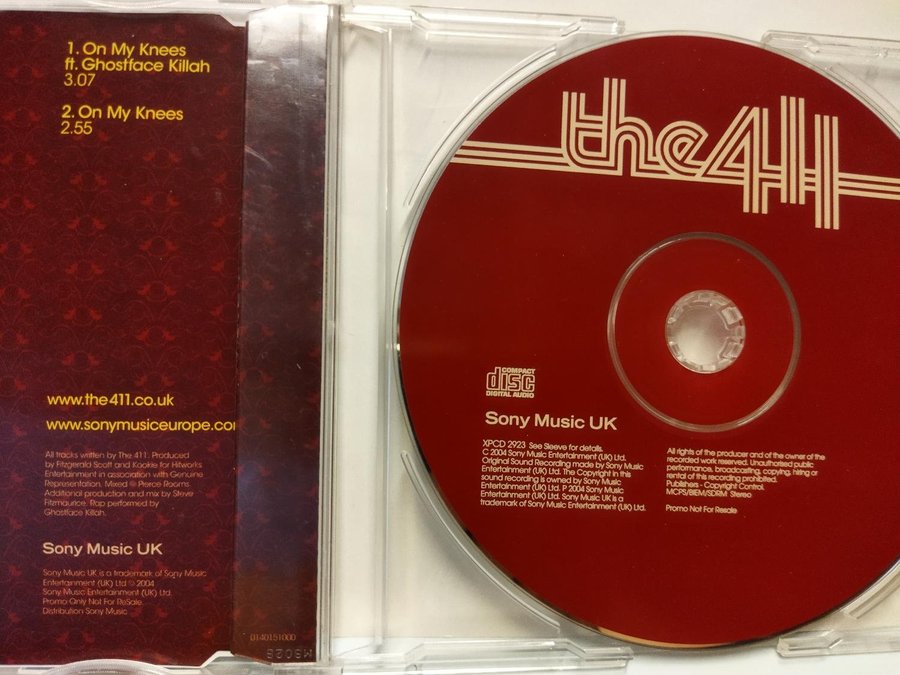 1. On My Knees
ft. Ghostface Killah
3.07
2. On My Knees
2.55
www.the411.co.uk
www.sonymusiceurope.co
All tracks written by The 411. Produced
by Fitzgerald Scott and Kookie for Hitworks
Entertainment in association with Genuine
Representation. Mixed @ Pierce Rooms.
Additional production and mix by Steve
Fitzmaurice. Rap performed by
Ghostface Killah.
Sony Music UK
Sony Music UK is a trademark of Sony Music
Entertainment (UK) Ltd © 2004
Sony Music Entertainment (UK) Ltd.
Promo Only Not For ReSale.
Distribution Sony Music
0140151000
the 411
COMPACT
disc
DIGITAL AUDIO
Sony Music UK
XPCD 2923 See Sleeve for details.
C 2004 Sony Music Entertainment (UK) Ltd.
Original Sound Recording made by Sony Music
Entertainment (UK) Ltd. The Copyright in this
sound recording is owned by Sony Music
Entertainment (UK) Ltd. P 2004 Sony Music
Entertainment (UK) Ltd. Sony Music UK is a
trademark of Sony Music Entertainment (UK) Ltd.
All rights of the producer and of the owner of the
recorded work reserved. Unauthorised public
performance, broadcasting, copying, hiring or
rental of this recording prohibited.
Publishers - Copyright Control.
MCPS/BIEM/SDRM Stereo
Promo Not For Resale